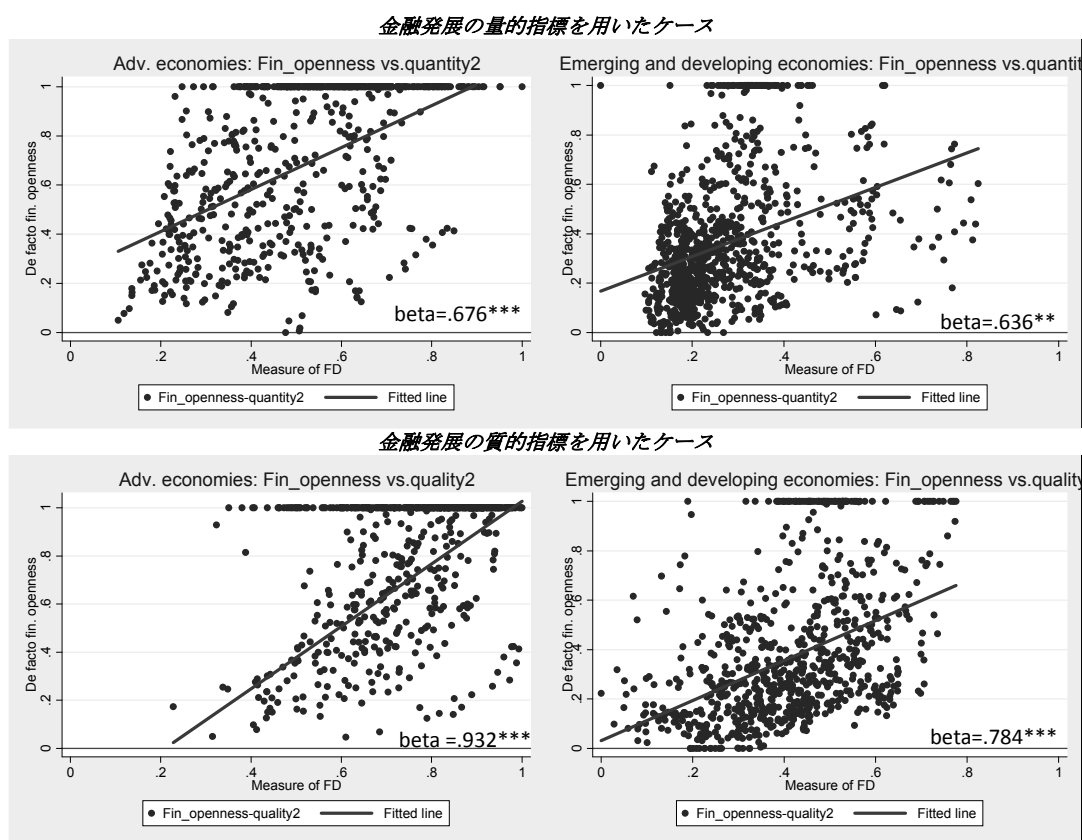 金融発展の量的指標を用いたケース
Adv. economies: Fin_openness vs.quantity2
De facto fin. openness
0 .2 .4 .6 .8 1
0 .2 .4 .6 .8 1
beta=.676***
Measure of FD
Fin_openness-quantity2 Fitted line
Emerging and developing economies: Fin_openness vs.quantit
De facto fin. openness
0 .2 .4 .6 .8 1
0 .2 .4 .6 .8 1
beta=.636**
Measure of FD
Fin_openness-quantity2 Fitted line
金融発展の質的指標を用いたケース
Adv. economies: Fin_openness vs.quality2
De facto fin. openness
0 .2 .4 .6 .8 1
0 .2 .4 .6 .8 1
beta =.932***
Measure of FD
Fin_openness-quality2 Fitted line
Emerging and developing economies: Fin_openness vs.quality
De facto fin. openness
0 .2 .4 .6 .8 1
0 .2 .4 .6 .8 1
beta=.784***
Measure of FD
Fin_openness-quality2 Fitted line